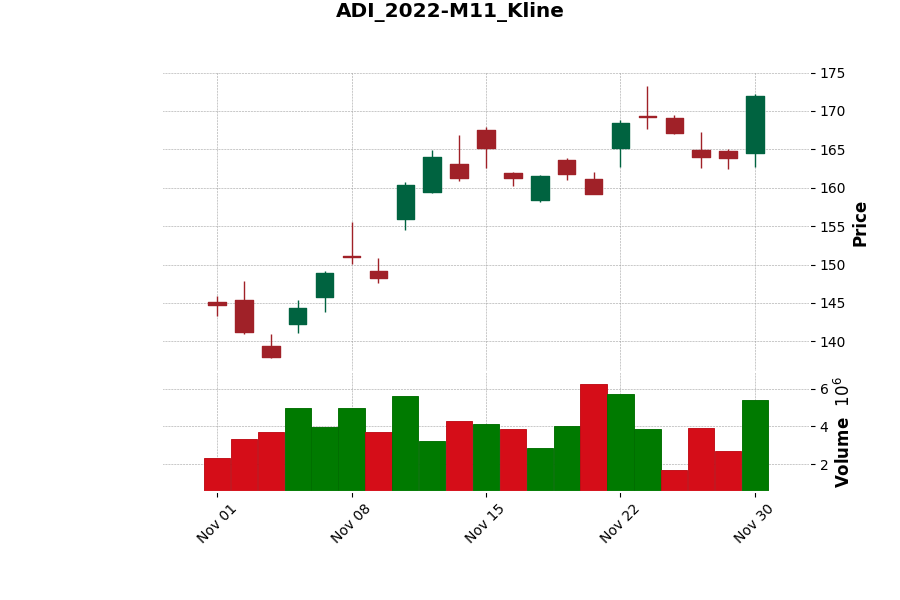 ADI_2022-M11_Kline
175
170
165
160
155
150
145
140
Price
6
4
2
Volume 10^6
Nov 01
Nov 08
Nov 15
Nov 22
Nov 30